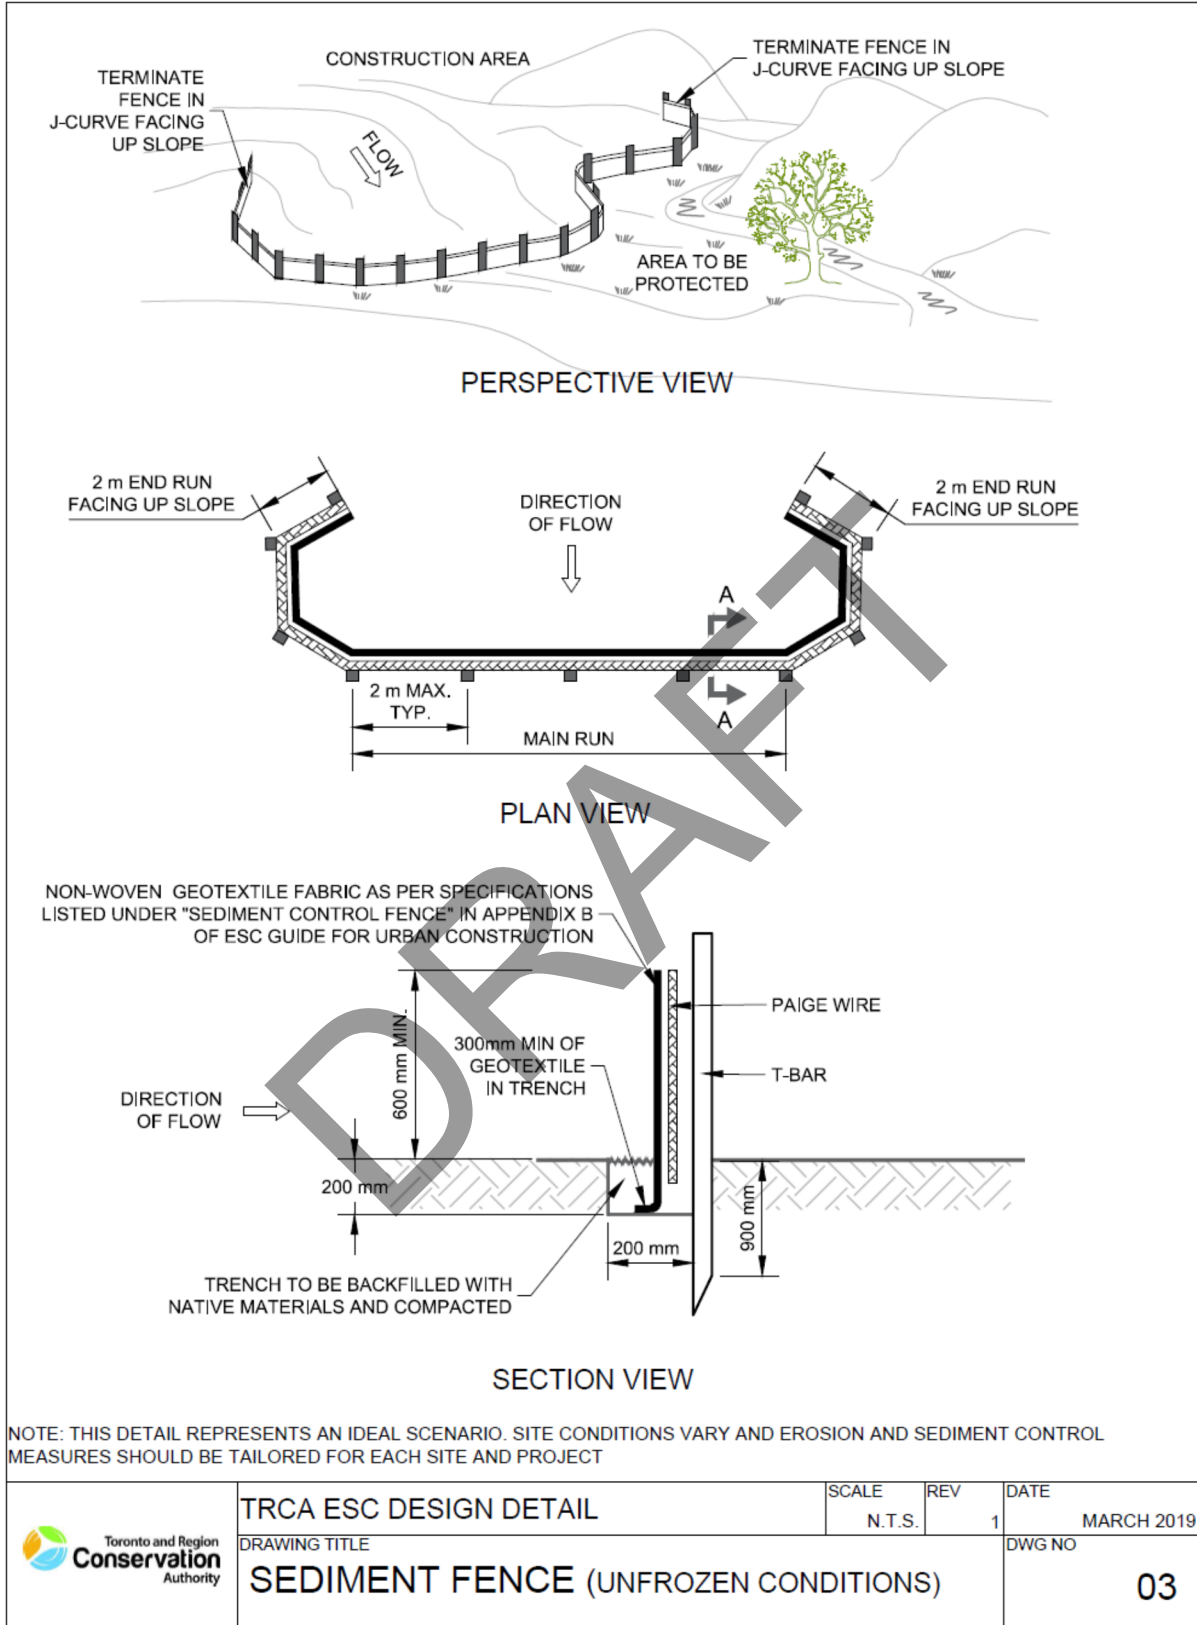 CONSTRUCTION AREA
TERMINATE FENCE IN
J-CURVE FACING UP SLOPE
TERMINATE
FENCE IN
J-CURVE FACING
UP SLOPE
FLOW
AREA TO BE
PROTECTED
PERSPECTIVE VIEW
2 m END RUN
FACING UP SLOPE
DIRECTION
OF FLOW
2 m END RUN
FACING UP SLOPE
A
2 m MAX.
TYP.
A
MAIN RUN
PLAN VIEW
DRAFT
NON-WOVEN GEOTEXTILE FABRIC AS PER SPECIFICATIONS
LISTED UNDER "SEDIMENT CONTROL FENCE" IN APPENDIX B
OF ESC GUIDE FOR URBAN CONSTRUCTION
600 mm MIN.
PAIGE WIRE
300mm MIN OF
GEOTEXTILE
IN TRENCH
T-BAR
DIRECTION
OF FLOW
200 mm
200 mm
900 mm
TRENCH TO BE BACKFILLED WITH
NATIVE MATERIALS AND COMPACTED
SECTION VIEW
NOTE: THIS DETAIL REPRESENTS AN IDEAL SCENARIO. SITE CONDITIONS VARY AND EROSION AND SEDIMENT CONTROL
MEASURES SHOULD BE TAILORED FOR EACH SITE AND PROJECT
Toronto and Region
Conservation
Authority
TRCA ESC DESIGN DETAIL
SCALE
N.T.S.
REV
1
DATE
MARCH 2019
DRAWING TITLE
SEDIMENT FENCE (UNFROZEN CONDITIONS)
DWG NO
03